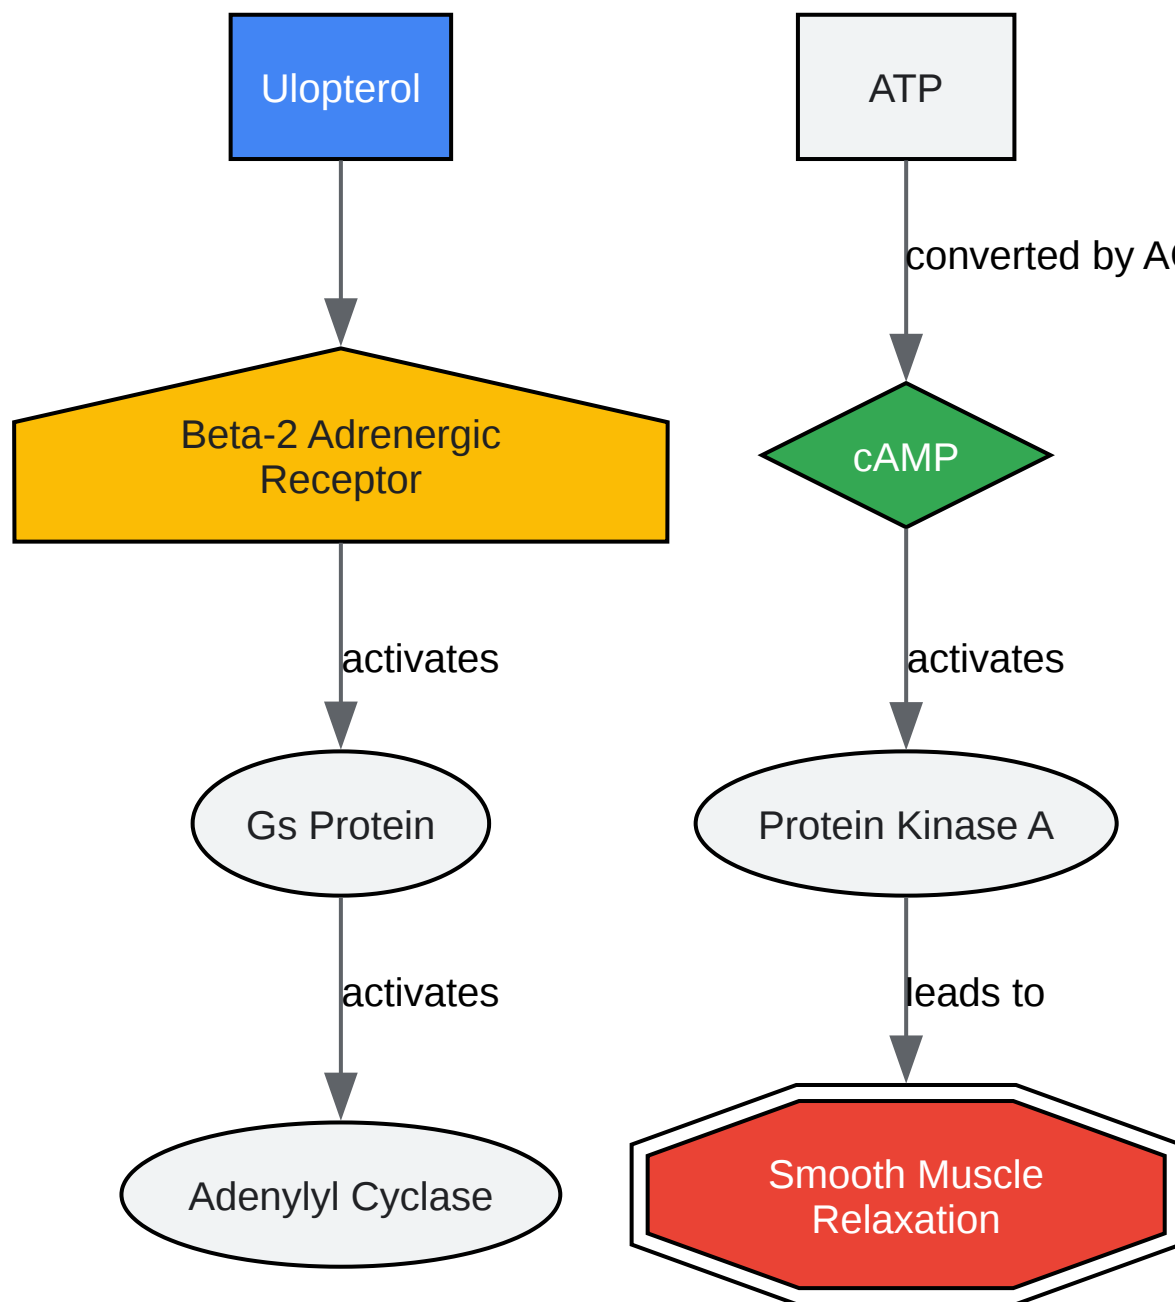 Ulopterol
Beta-2 Adrenergic
Receptor
activates
Gs Protein
activates
Adenylyl Cyclase
ATP
converted by
cAMP
activates
Protein Kinase A
leads to
Smooth Muscle
Relaxation